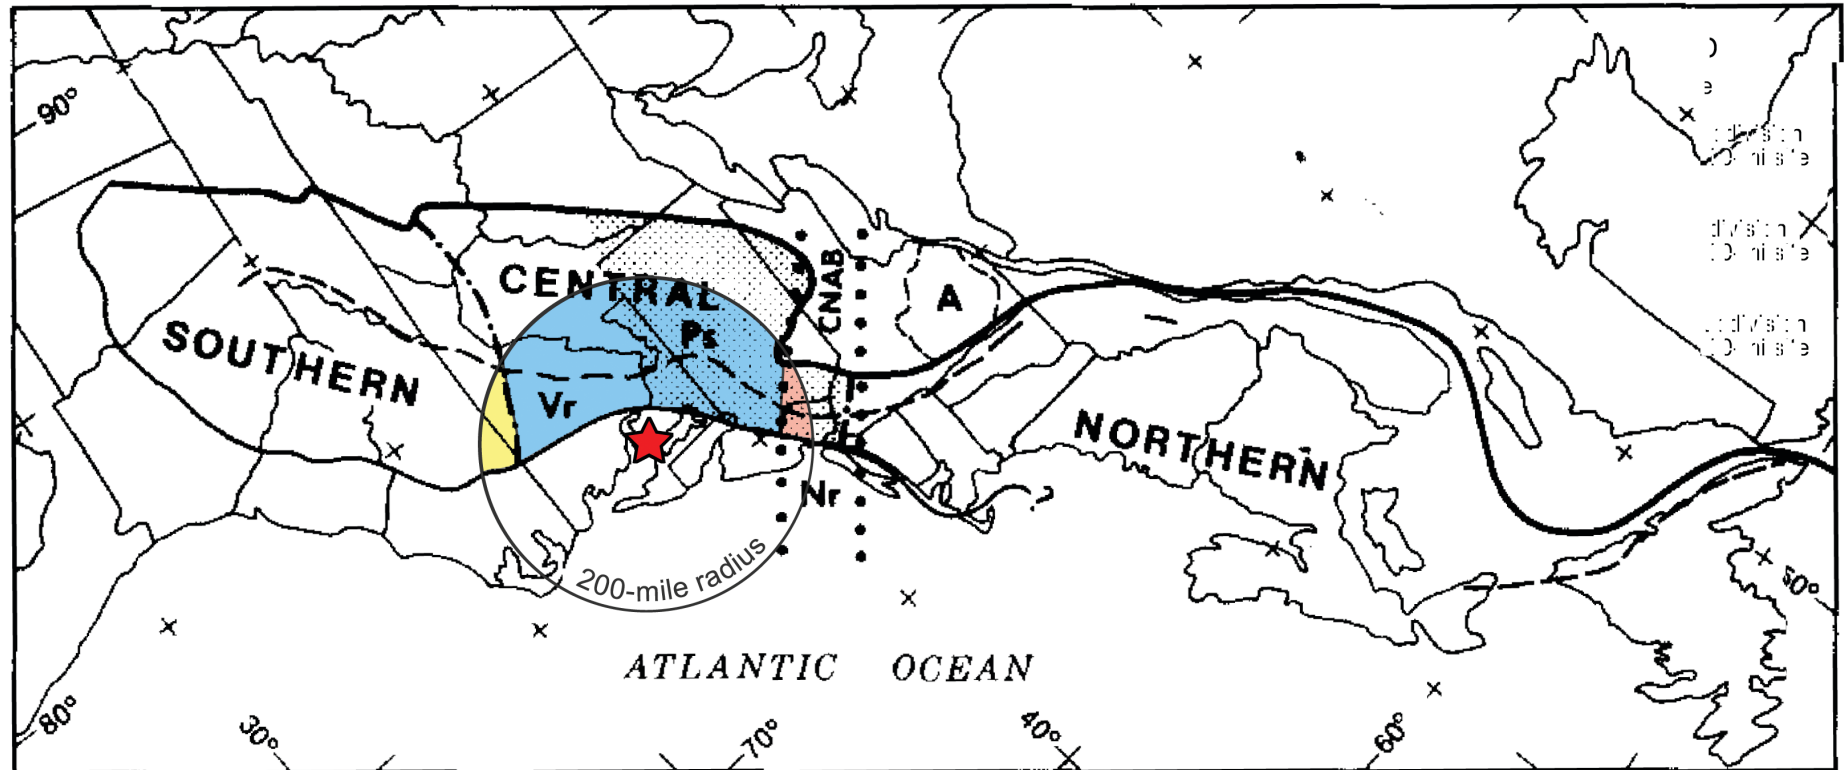 90°
CNAB
CENTRAL
A
SOUTHERN
Ps
Vr
NORTHERN
Nr
?
200-mile radius
50°
ATLANTIC OCEAN
80°
30°
70°
40°
60°